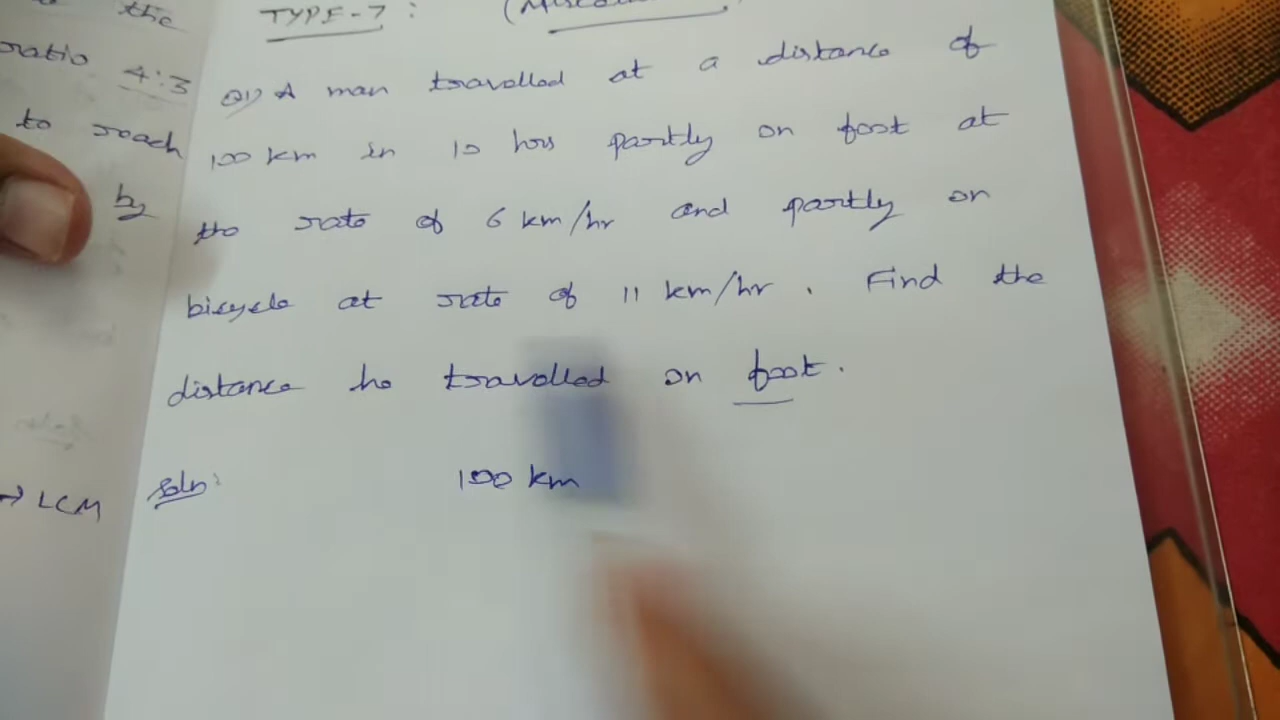 the
ratio 4:3
to reach
by
→ LCM
TYPE-7:
Q1) A man travelled at a distance of
100 km in 10 hrs partly on foot at
the rate of 6 km/hr and partly on
bicycle at rate of 11 km/hr. Find the
distance he travelled on foot.
Soln: 100 km